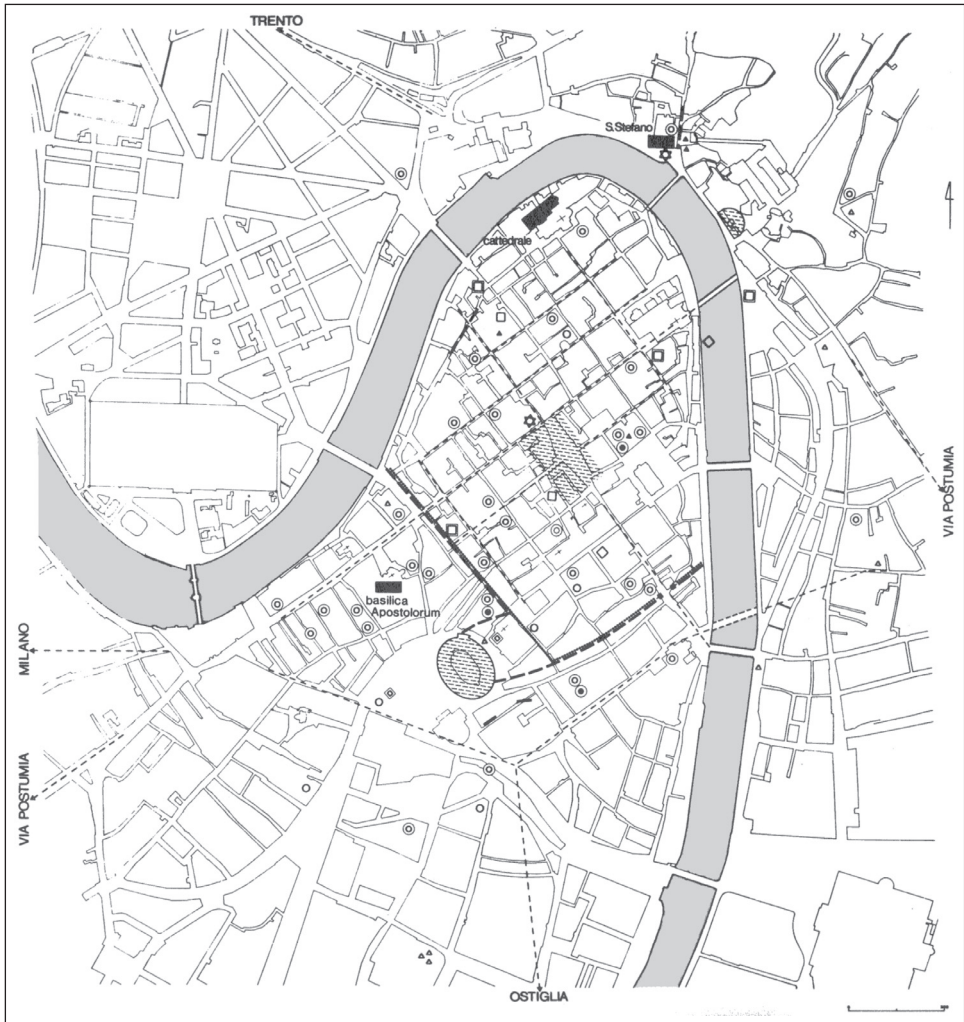 TRENTO
S.Stefano
cattedrale
VIA POSTUMIA
basilica
Apostolorum
MILANO
VIA POSTUMIA
OSTIGLIA